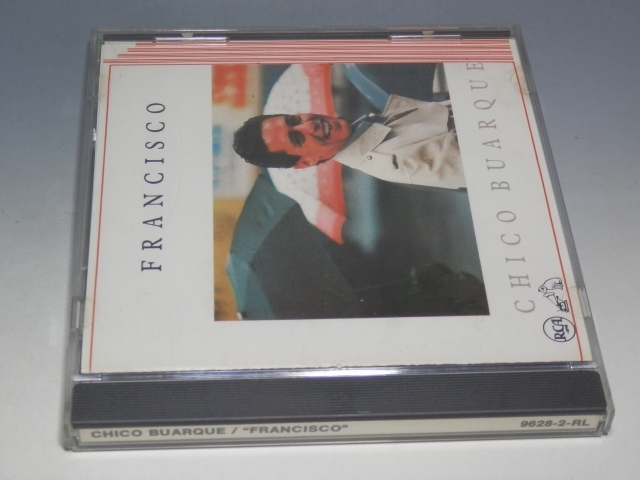 FRANCISCO
CHICO BUARQUE
RCA
CHICO BUARQUE / "FRANCISCO"
9628-2-RL